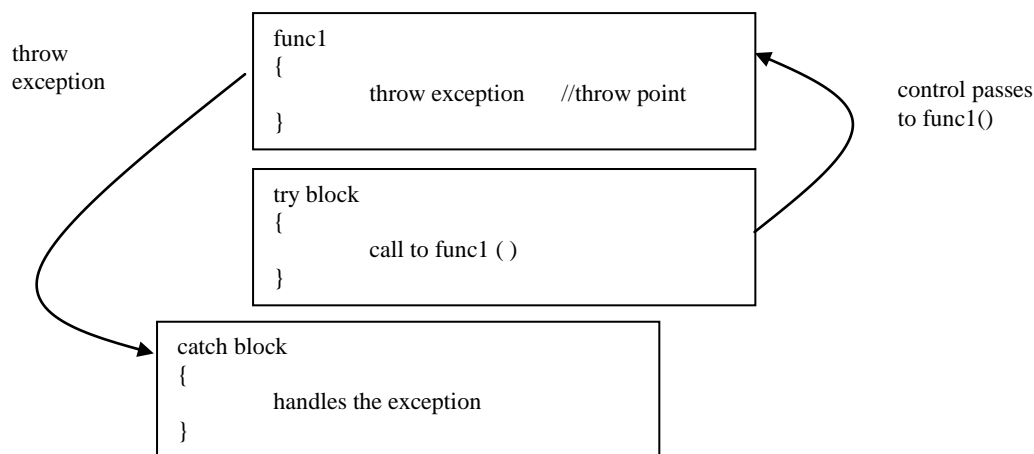 throw
exception
func1
{
throw exception //throw point
}
control passes
to func1()
try block
{
call to func1 ( )
}
catch block
{
handles the exception
}